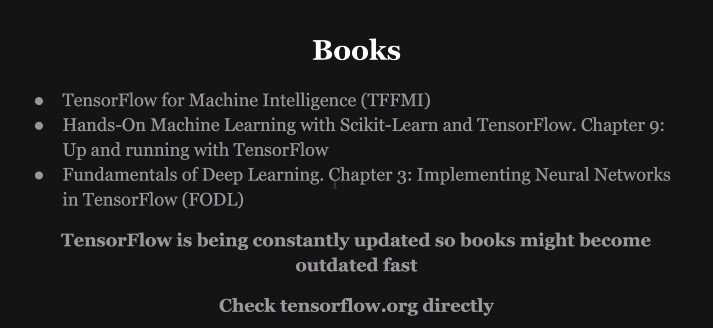 Books
● TensorFlow for Machine Intelligence (TFFMI)
● Hands-On Machine Learning with Scikit-Learn and TensorFlow. Chapter 9:
Up and running with TensorFlow
● Fundamentals of Deep Learning. Chapter 3: Implementing Neural Networks
in TensorFlow (FODL)
TensorFlow is being constantly updated so books might become
outdated fast
Check tensorflow.org directly